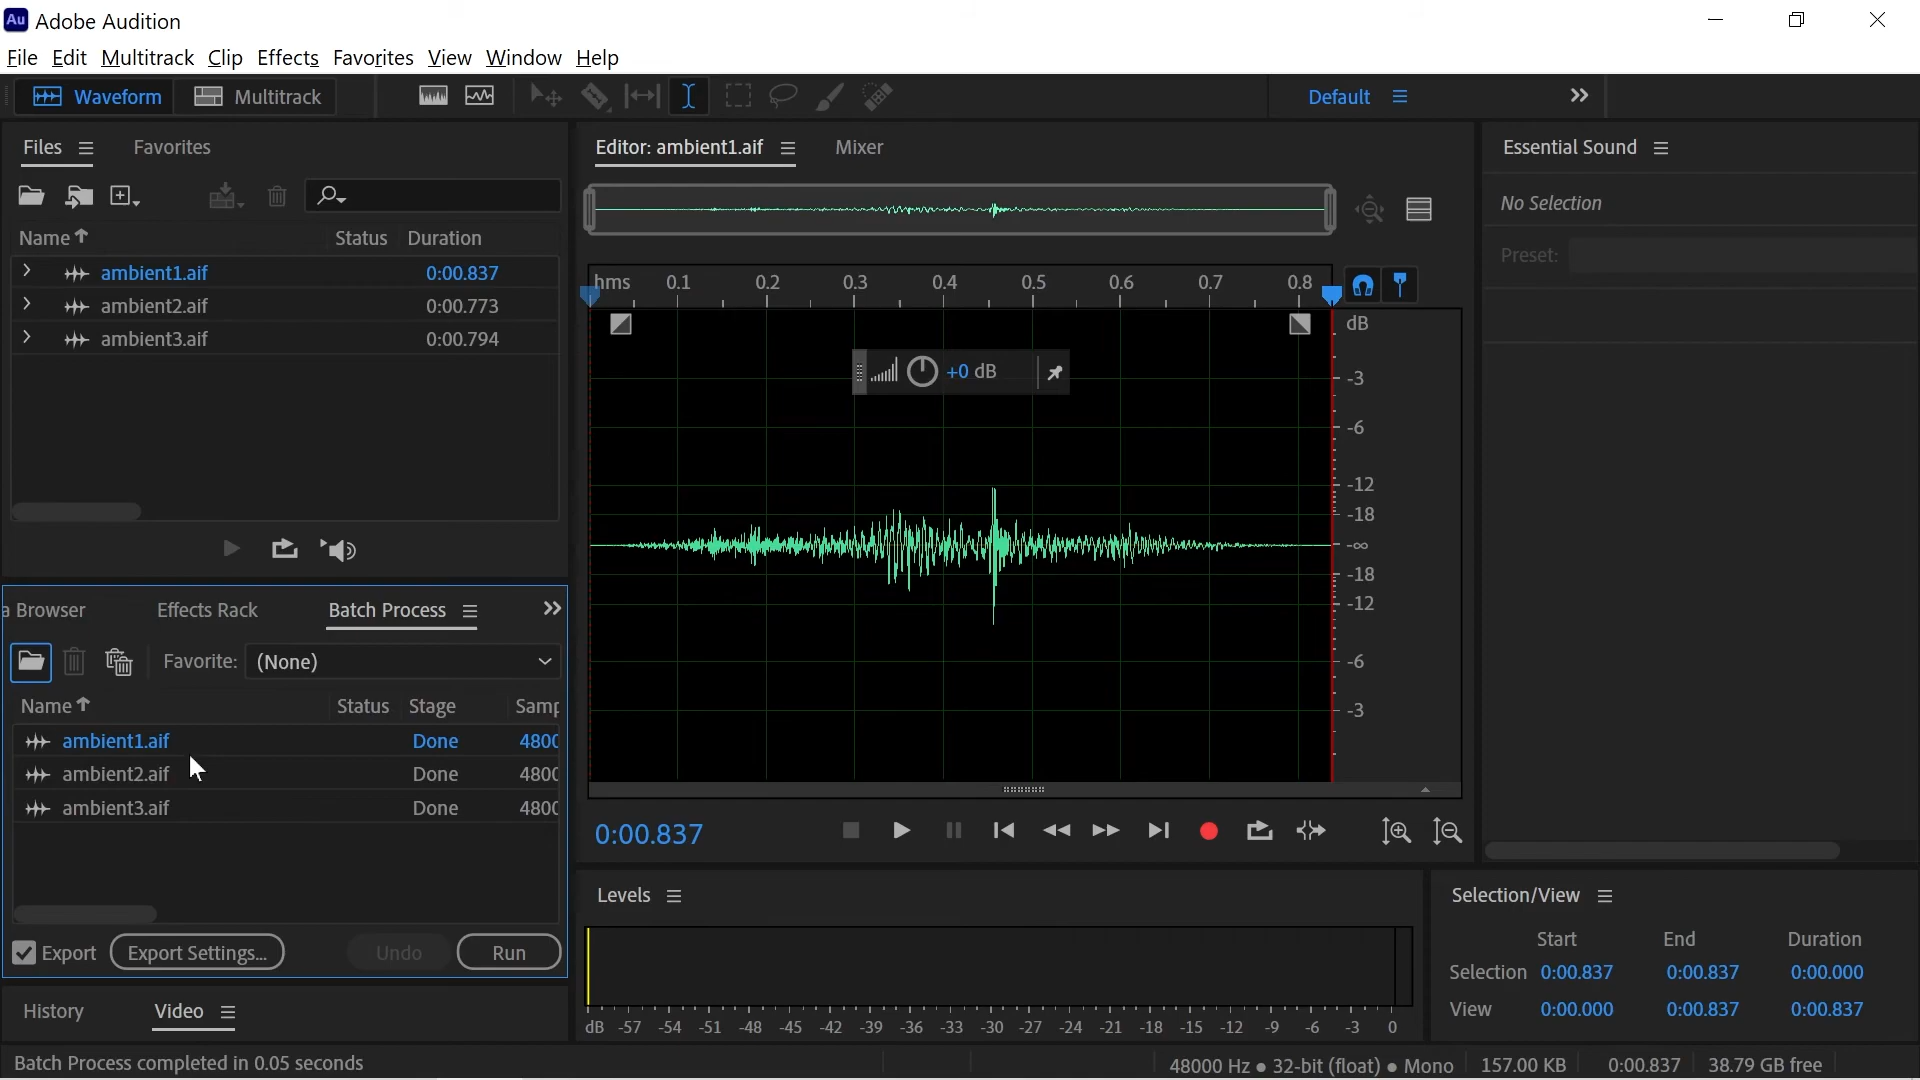 Au Adobe Audition
File Edit Multitrack Clip Effects Favorites View Window Help
Waveform Multitrack Default
Files Favorites
Name Status Duration
ambient1.aif 0:00.837
ambient2.aif 0:00.773
ambient3.aif 0:00.794
a Browser Effects Rack Batch Process
Favorite: (None)
Name Status Stage Samp
ambient1.aif Done 4800
ambient2.aif Done 4800
ambient3.aif Done 4800
Export Export Settings... Undo Run
History Video
Editor: ambient1.aif Mixer
hms 0.1 0.2 0.3 0.4 0.5 0.6 0.7 0.8
+0 dB
dB
-3
-6
-12
-18
-∞
-18
-12
-6
-3
0:00.837
Levels
dB -57 -54 -51 -48 -45 -42 -39 -36 -33 -30 -27 -24 -21 -18 -15 -12 -9 -6 -3 0
Essential Sound
No Selection
Preset:
Selection/View
Start End Duration
Selection 0:00.837 0:00.837 0:00.000
View 0:00.000 0:00.837 0:00.837
Batch Process completed in 0.05 seconds
48000 Hz • 32-bit (float) • Mono 157.00 KB 0:00.837 38.79 GB free